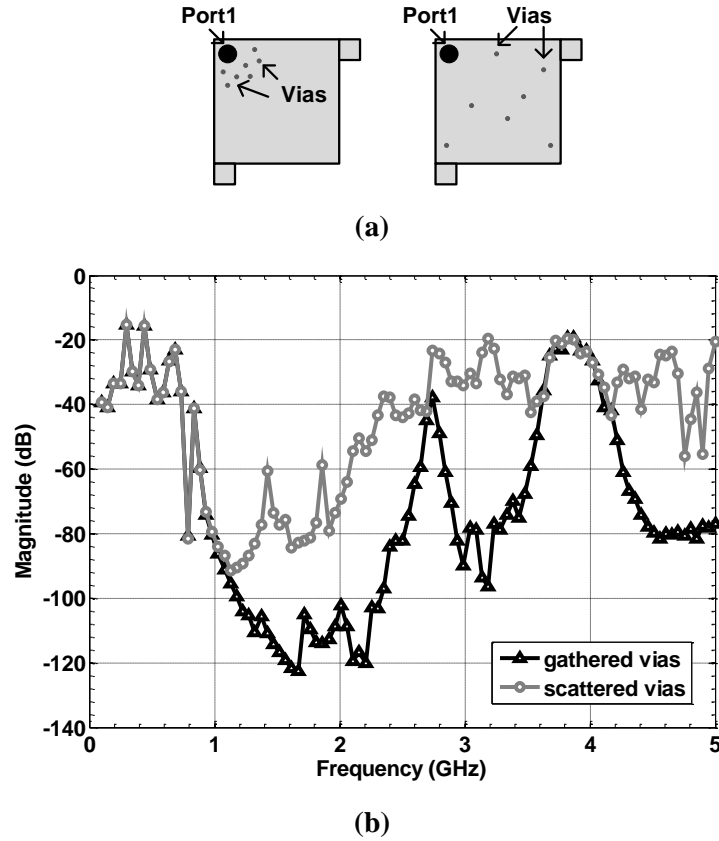 Port1
Vias
Port1
Vias
(a)
Magnitude (dB)
0
-20
-40
-60
-80
-100
-120
-140
gathered vias
scattered vias
0
1
2
3
4
5
Frequency (GHz)
(b)